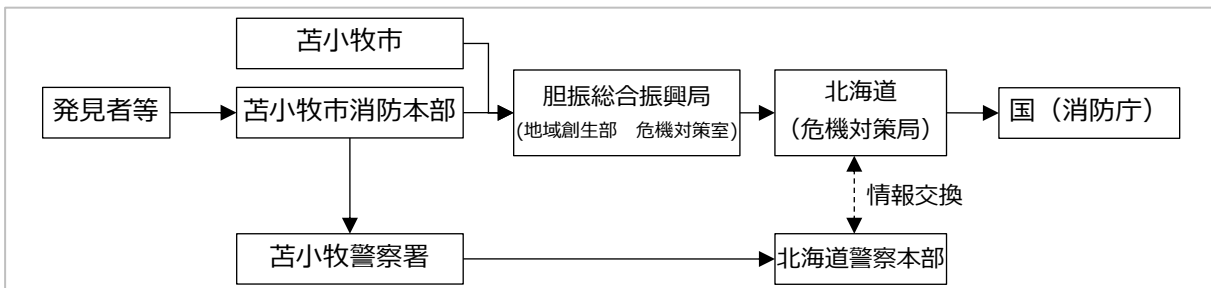 苫小牧市
発見者等
苫小牧市消防本部
胆振総合振興局
(地域創生部　危機対策室)
北海道
（危機対策局）
国（消防庁）
情報交換
苫小牧警察署
北海道警察本部